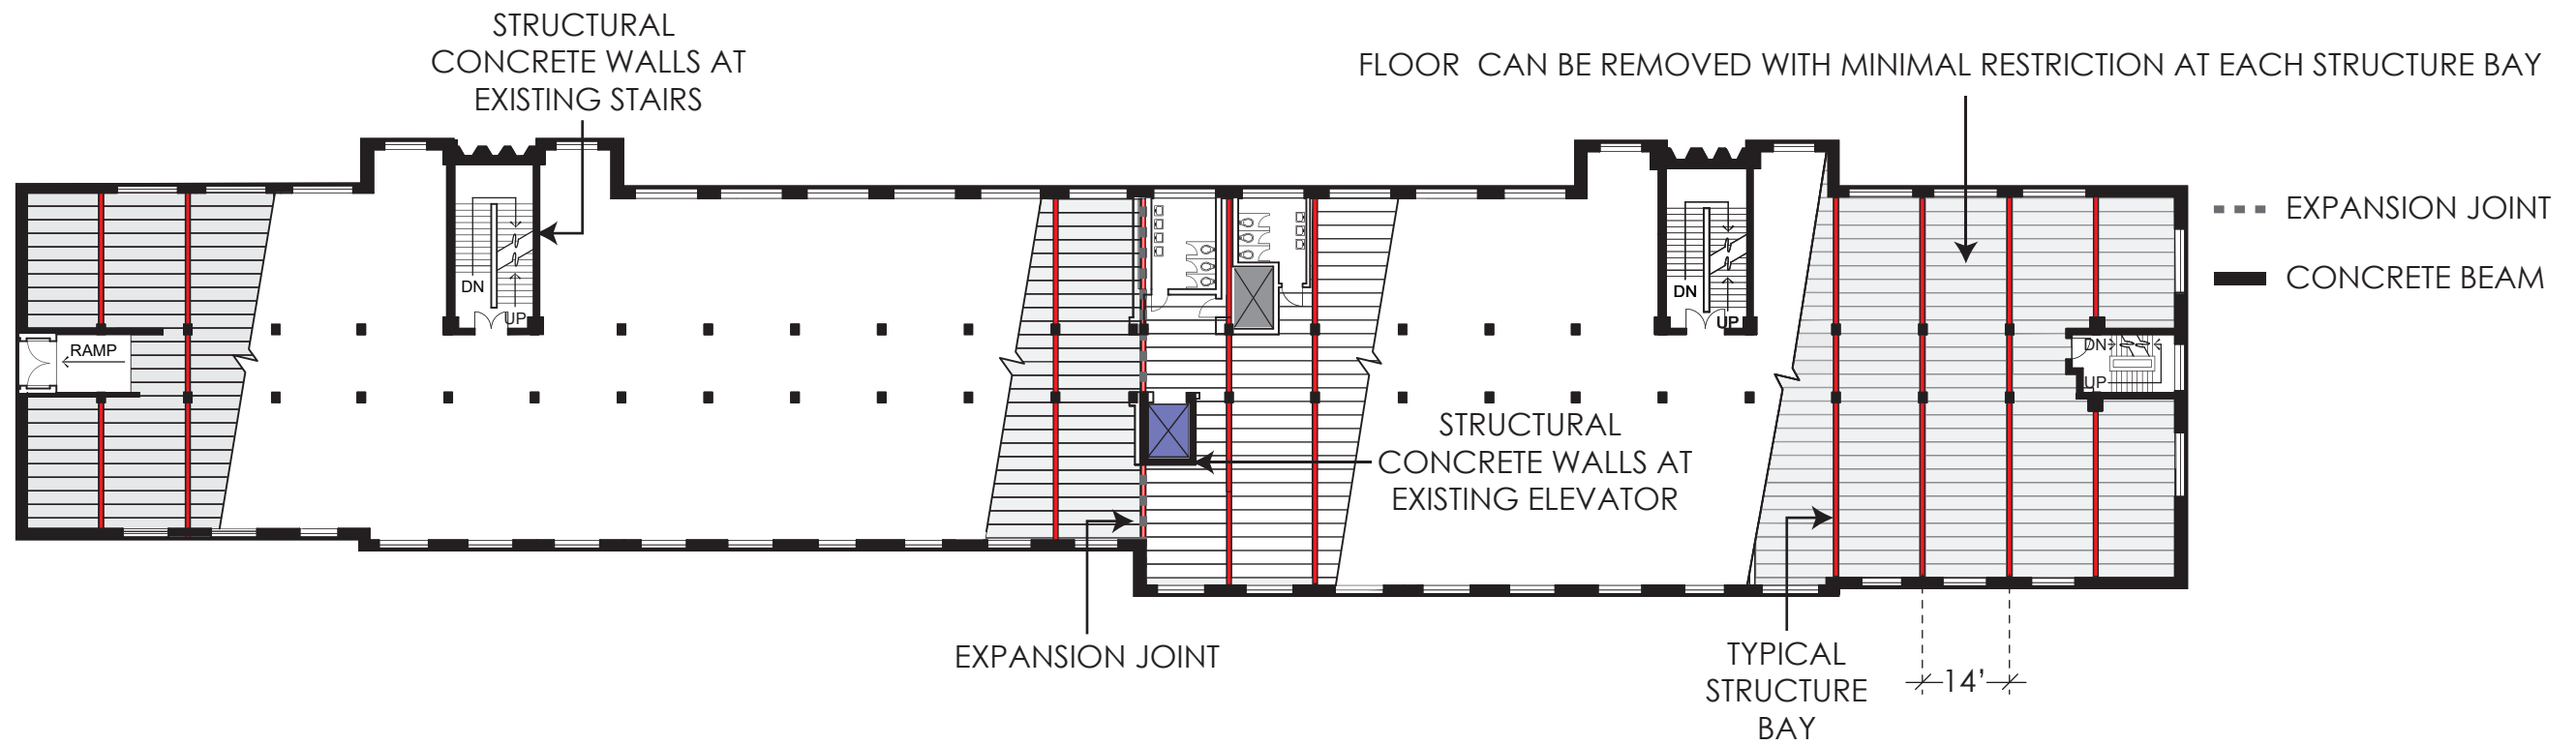 STRUCTURAL
CONCRETE WALLS AT
EXISTING STAIRS
FLOOR CAN BE REMOVED WITH MINIMAL RESTRICTION AT EACH STRUCTURE BAY
EXPANSION JOINT
CONCRETE BEAM
DN
UP
DN
UP
RAMP
DN
UP
STRUCTURAL
CONCRETE WALLS AT
EXISTING ELEVATOR
EXPANSION JOINT
TYPICAL
STRUCTURE
BAY
14’